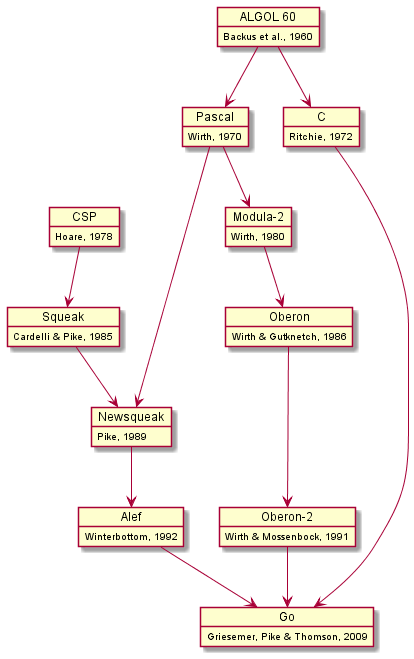 ALGOL 60
Backus et al., 1960
Pascal
Wirth, 1970
C
Ritchie, 1972
CSP
Hoare, 1978
Modula-2
Wirth, 1980
Squeak
Cardelli & Pike, 1985
Oberon
Wirth & Gutknetch, 1986
Newsqueak
Pike, 1989
Alef
Winterbottom, 1992
Oberon-2
Wirth & Mossenbock, 1991
Go
Griesemer, Pike & Thomson, 2009